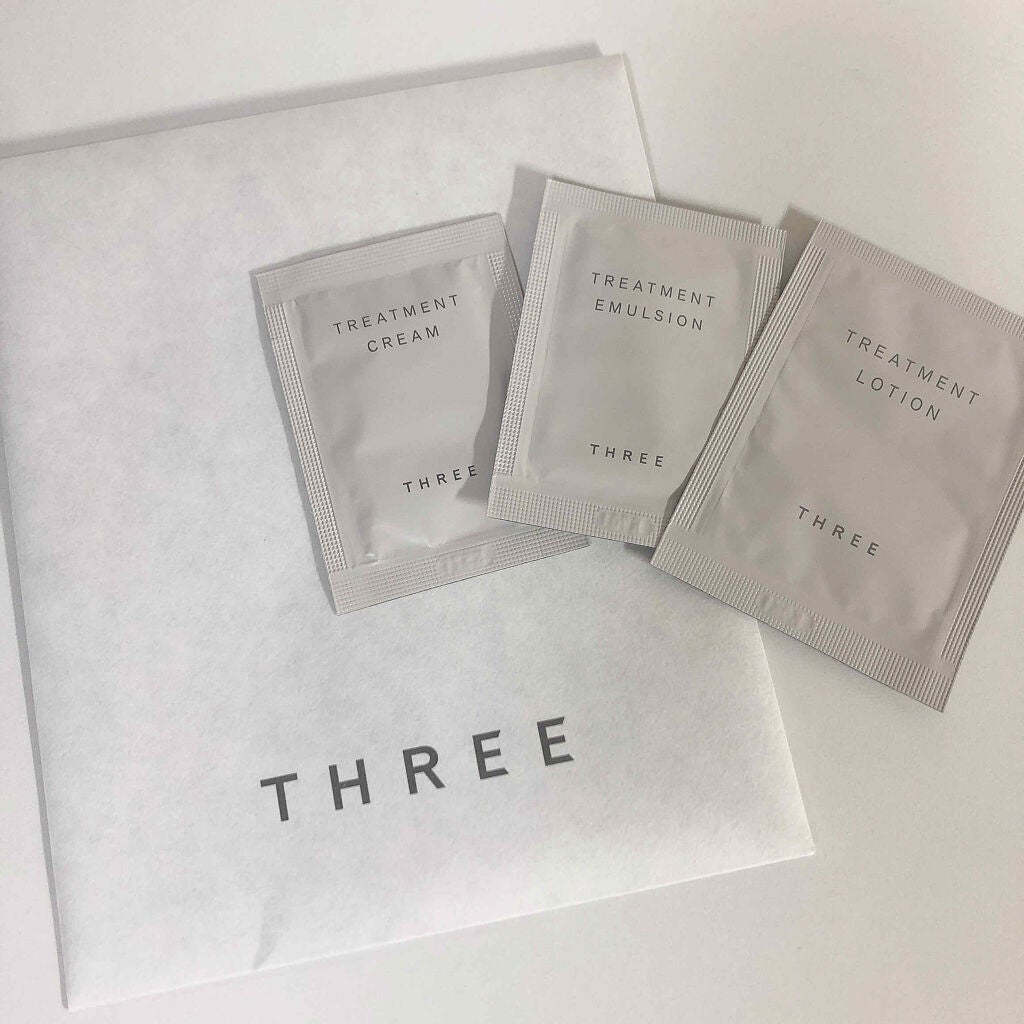 TREATMENT
CREAM
THREE
TREATMENT
EMULSION
THREE
TREATMENT
LOTION
THREE
THREE